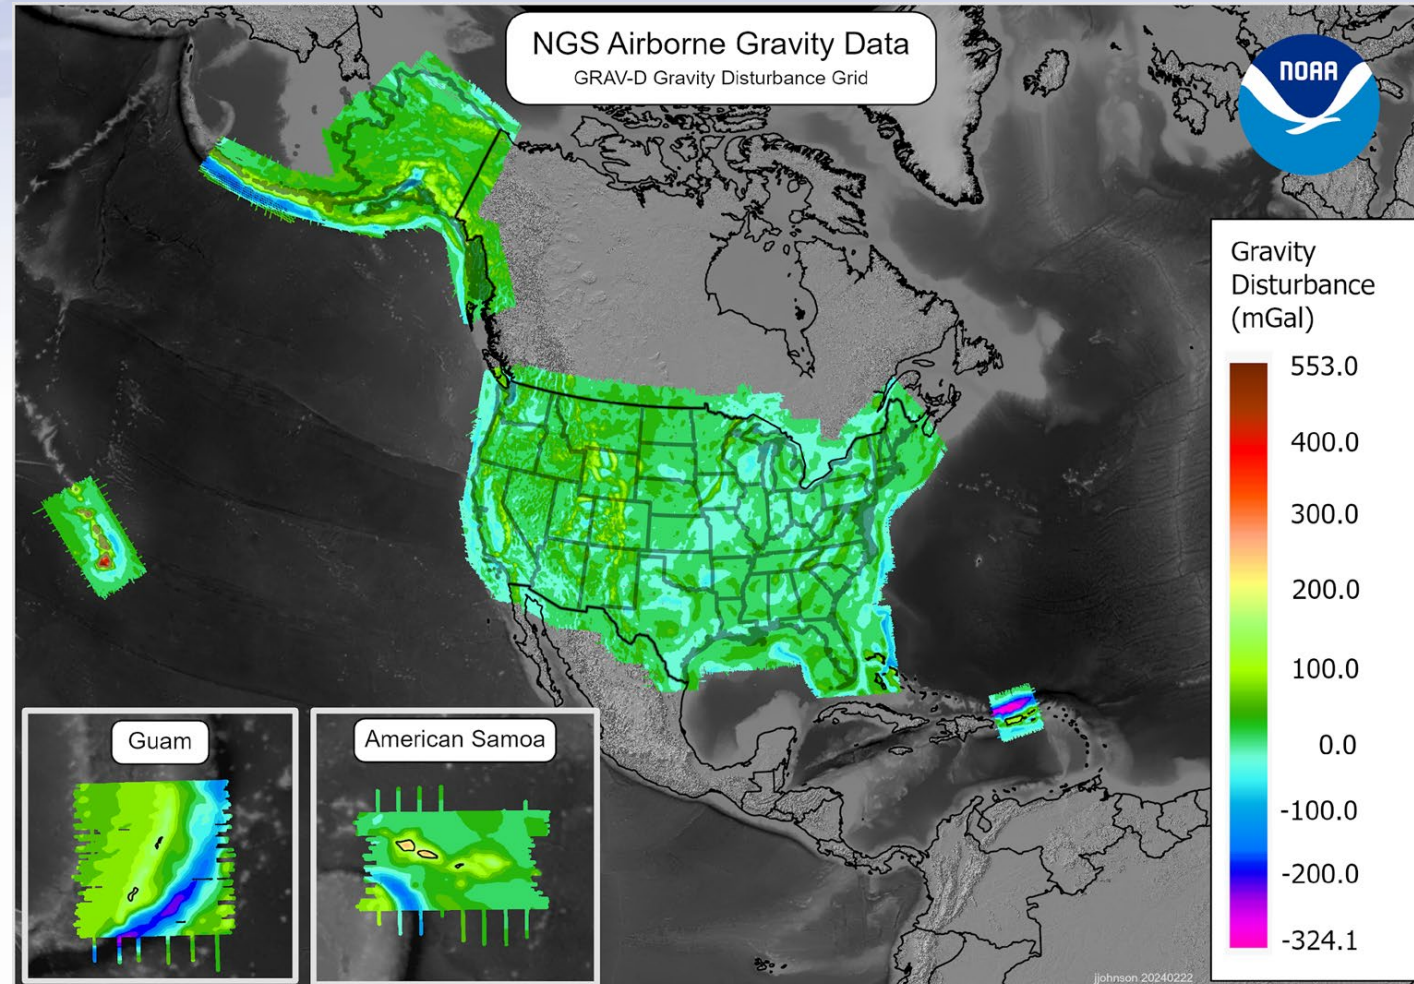 NGS Airborne Gravity Data
GRAV-D Gravity Disturbance Grid
NOAA
Gravity
Disturbance
(mGal)
553.0
400.0
300.0
200.0
100.0
0.0
-100.0
-200.0
-324.1
Guam
American Samoa
jjohnson 20240222